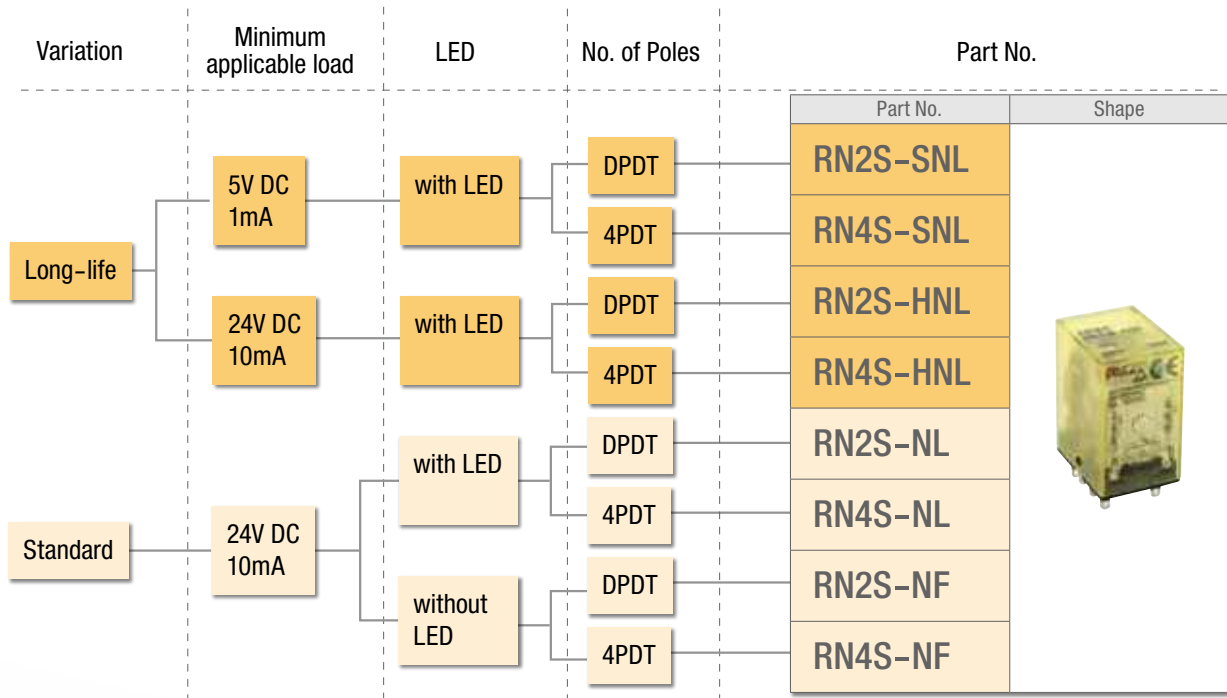 Variation
Minimum
applicable load
LED
No. of Poles
Part No.
Part No.
Shape
Long-life
5V DC
1mA
with LED
DPDT
RN2S-SNL
4PDT
RN4S-SNL
24V DC
10mA
with LED
DPDT
RN2S-HNL
4PDT
RN4S-HNL
Standard
24V DC
10mA
with LED
DPDT
RN2S-NL
4PDT
RN4S-NL
without
LED
DPDT
RN2S-NF
4PDT
RN4S-NF